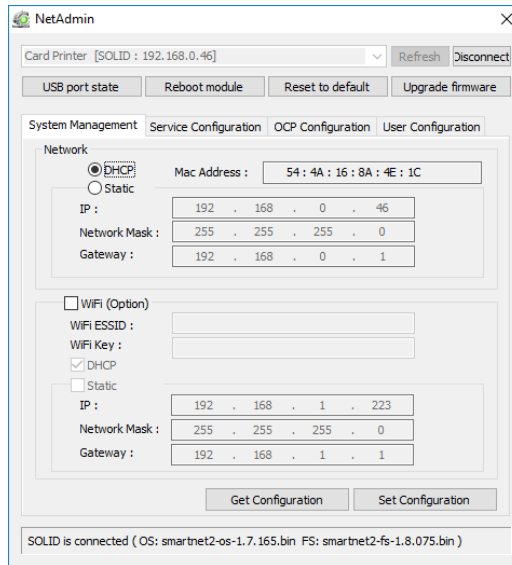 NetAdmin
Card Printer [SOLID : 192.168.0.46] Refresh Disconnect
USB port state Reboot module Reset to default Upgrade firmware
System Management Service Configuration OCP Configuration User Configuration
Network
DHCP Mac Address : 54 : 4A : 16 : 8A : 4E : 1C
Static
IP : 192 . 168 . 0 . 46
Network Mask : 255 . 255 . 255 . 0
Gateway : 192 . 168 . 0 . 1
WiFi (Option)
WiFi ESSID :
WiFi Key :
DHCP
Static
IP : 192 . 168 . 1 . 223
Network Mask : 255 . 255 . 255 . 0
Gateway : 192 . 168 . 1 . 1
Get Configuration Set Configuration
SOLID is connected ( OS: smartnet2-os-1.7.165.bin FS: smartnet2-fs-1.8.075.bin )